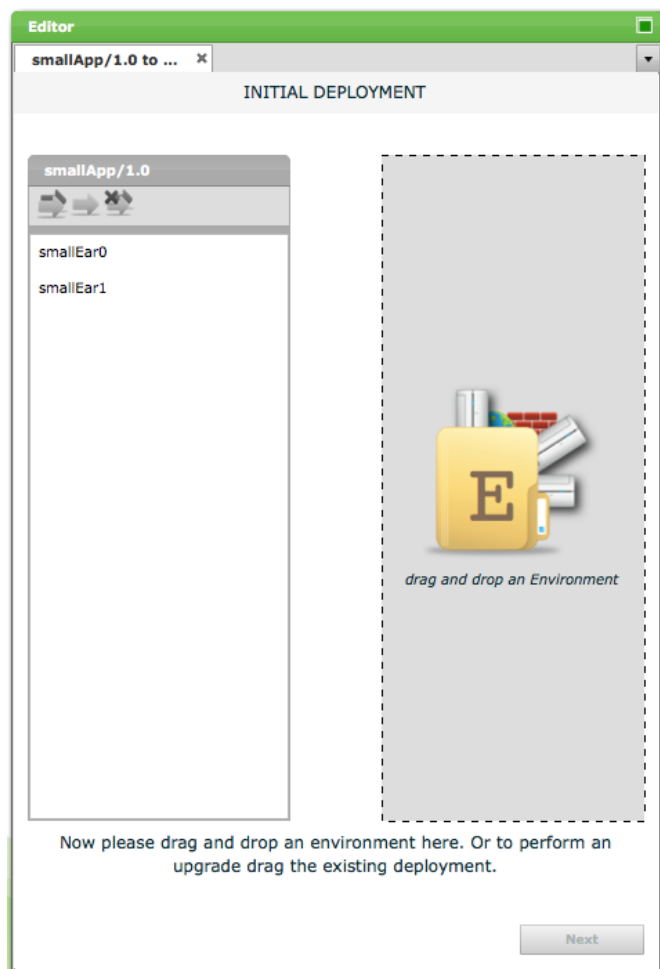 Editor
smallApp/1.0 to ...
INITIAL DEPLOYMENT
smallApp/1.0
smallEar0
smallEar1
E
drag and drop an Environment
Now please drag and drop an environment here. Or to perform an
upgrade drag the existing deployment.
Next